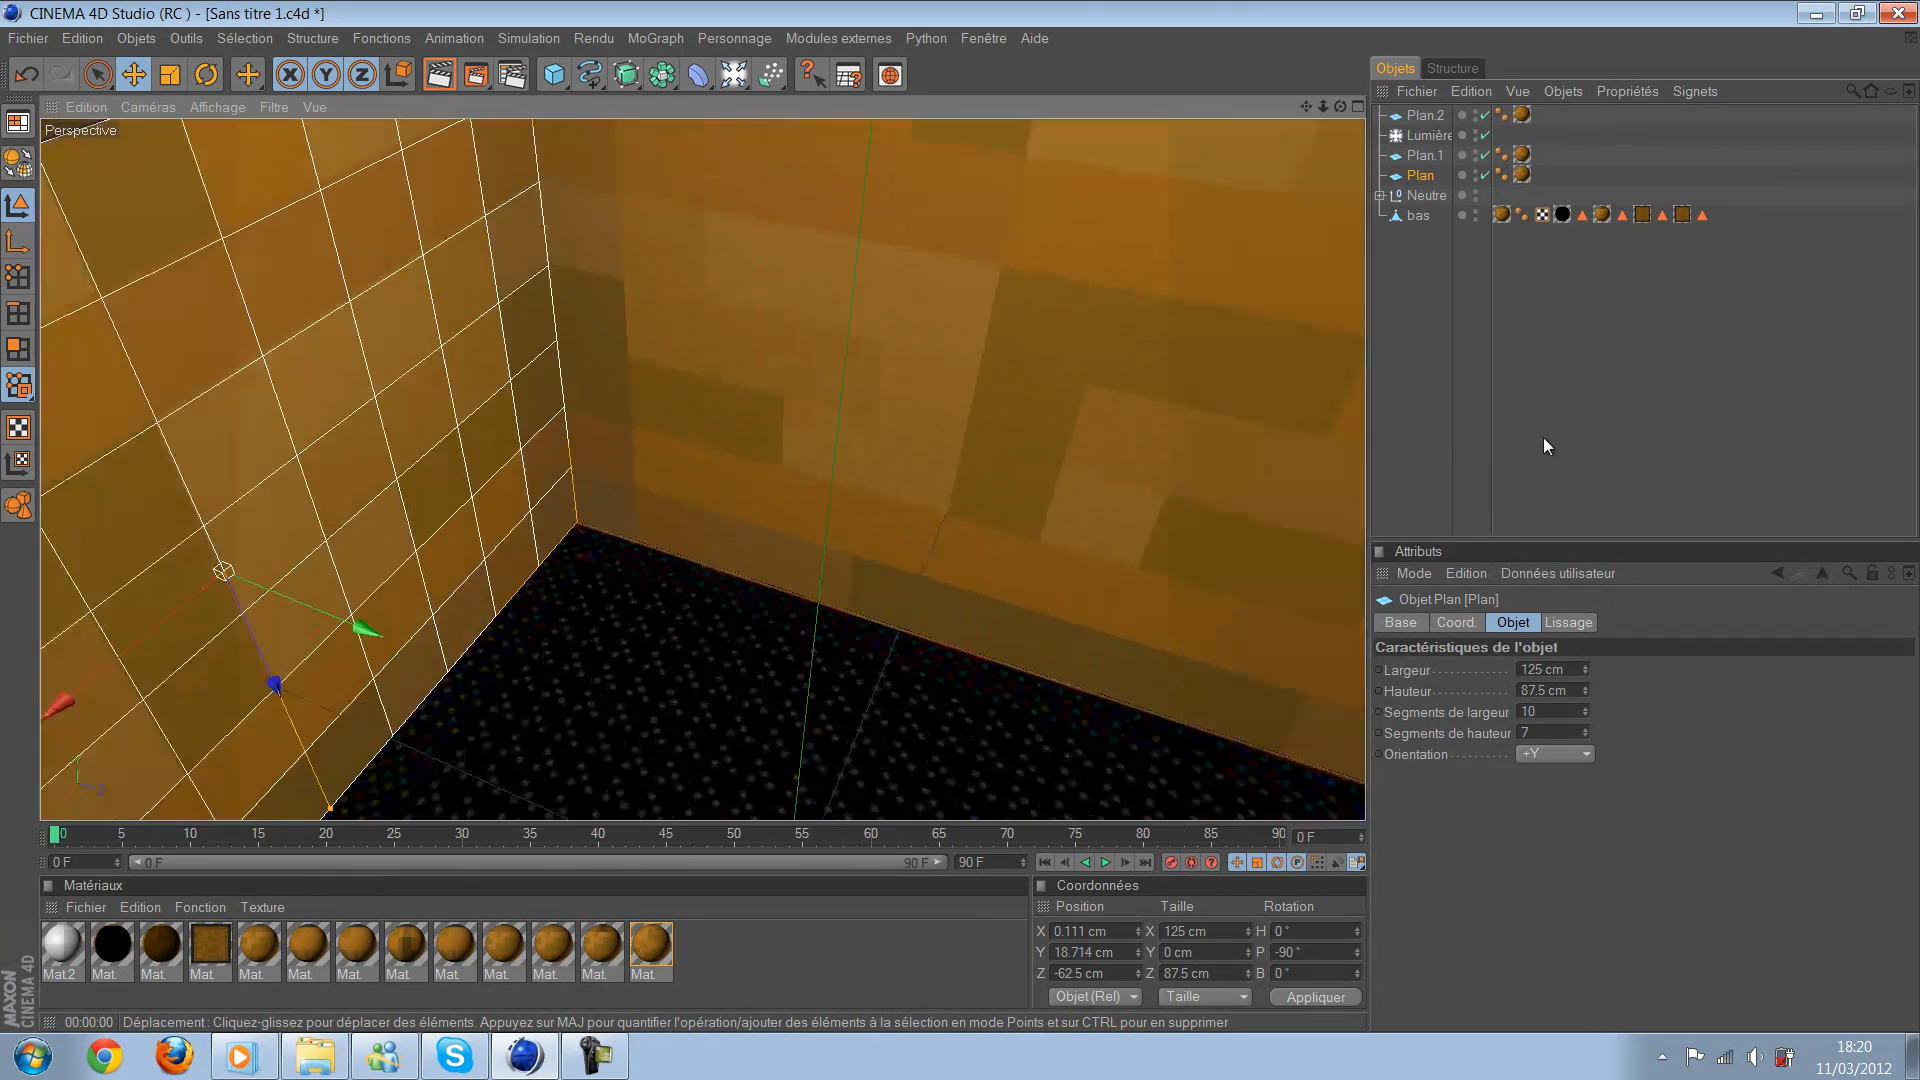 CINEMA 4D Studio (RC ) - [Sans titre 1.c4d *]
Fichier Edition Objets Outils Sélection Structure Fonctions Animation Simulation Rendu MoGraph Personnage Modules externes Python Fenêtre Aide
Objets Structure
Fichier Edition Vue Objets Propriétés Signets
Edition Caméras Affichage Filtre Vue
Perspective
Plan.2
Lumière
Plan.1
Plan
Neutre
bas
Attributs
Mode Edition Données utilisateur
Objet Plan [Plan]
Base Coord. Objet Lissage
Caractéristiques de l'objet
Largeur 125 cm
Hauteur 87.5 cm
Segments de largeur 10
Segments de hauteur 7
Orientation +Y
0 5 10 15 20 25 30 35 40 45 50 55 60 65 70 75 80 85 90 0 F
0 F 0 F 90 F 90 F
Matériaux
Fichier Edition Fonction Texture
Mat.2 Mat. Mat. Mat. Mat. Mat. Mat. Mat. Mat. Mat. Mat. Mat. Mat.
Coordonnées
Position Taille Rotation
X 0.111 cm X 125 cm H 0 °
Y 18.714 cm Y 0 cm P -90 °
Z -62.5 cm Z 87.5 cm B 0 °
Objet (Rel) Taille Appliquer
MAXON CINEMA 4D
00:00:00 Déplacement : Cliquez-glissez pour déplacer des éléments. Appuyez sur MAJ pour quantifier l'opération/ajouter des éléments à la sélection en mode Points et sur CTRL pour en supprimer
18:20
11/03/2012